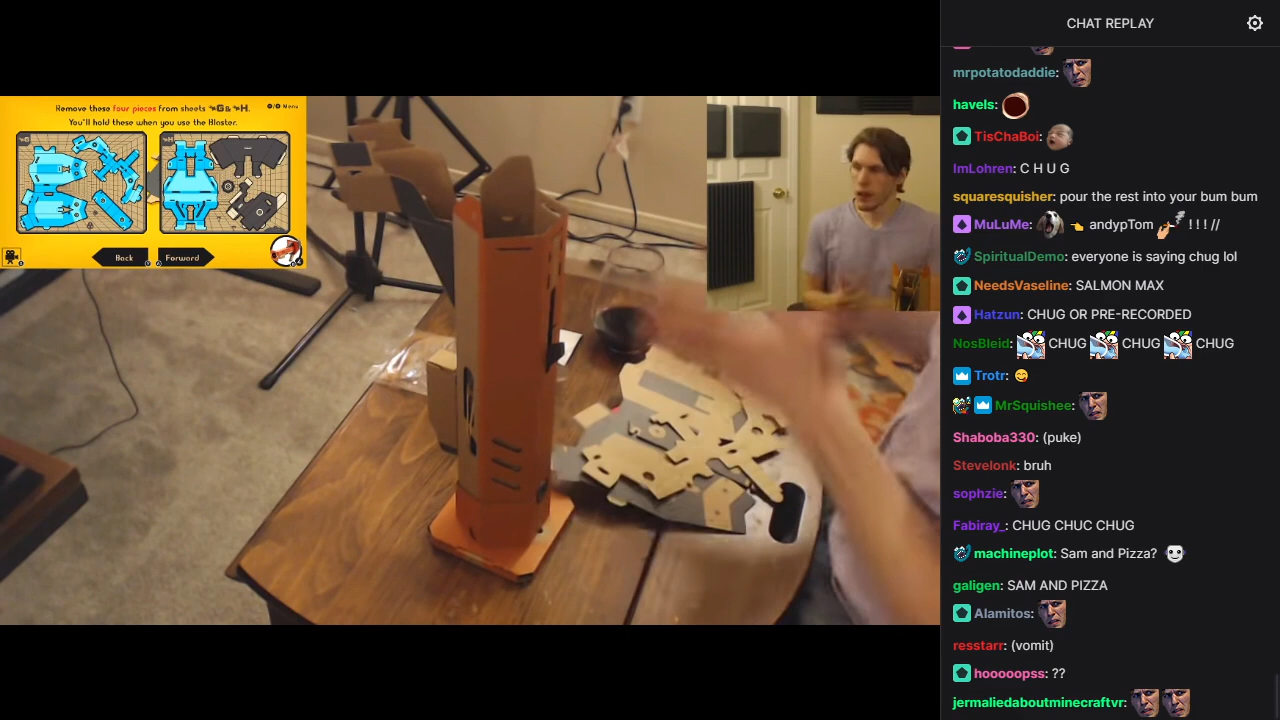 Remove these four pieces from sheets G & H.
You'll hold these when you use the Blaster.
Menu
Back
Forward
CHAT REPLAY
mrpotatodaddie:
havels:
TisChaBoi:
ImLohren: C H U G
squaresquisher: pour the rest into your bum bum
MuLuMe: andypTom ! ! ! //
SpiritualDemo: everyone is saying chug lol
NeedsVaseline: SALMON MAX
Hatzun: CHUG OR PRE-RECORDED
NosBleid: CHUG CHUG CHUG
Trotr:
MrSquishee:
Shaboba330: (puke)
Stevelonk: bruh
sophzie:
Fabiray_: CHUG CHUC CHUG
machineplot: Sam and Pizza?
galigen: SAM AND PIZZA
Alamitos:
resstarr: (vomit)
hooooopss: ??
jermaliedaboutminecraftvr: